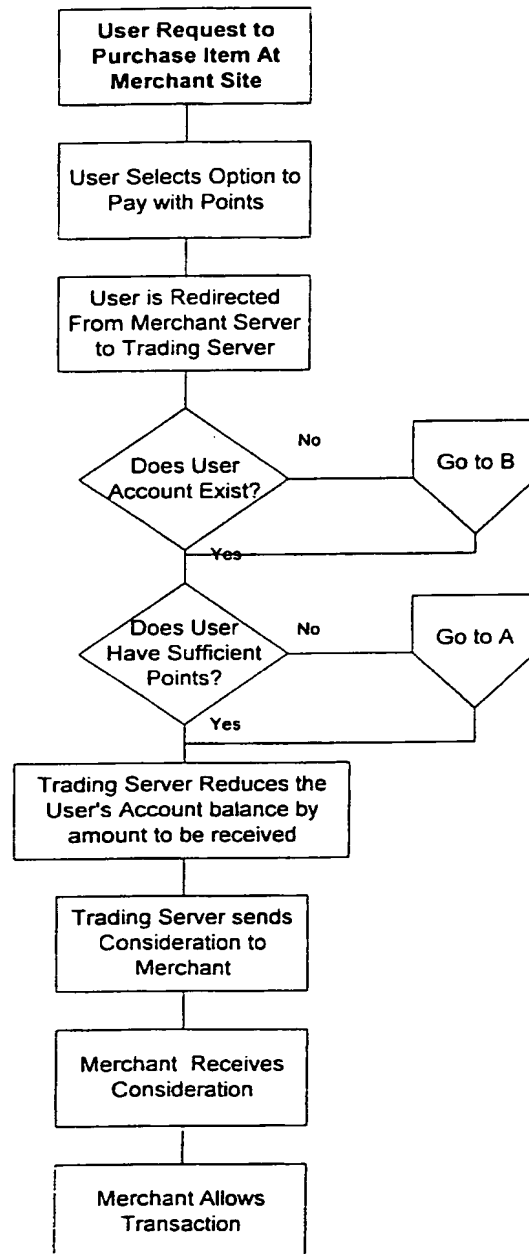 User Request to
Purchase Item At
Merchant Site
User Selects Option to
Pay with Points
User is Redirected
From Merchant Server
to Trading Server
Does User
Account Exist?
No
Go to B
Yes
Does User
Have Sufficient
Points?
No
Go to A
Yes
Trading Server Reduces the
User's Account balance by
amount to be received
Trading Server sends
Consideration to
Merchant
Merchant Receives
Consideration
Merchant Allows
Transaction